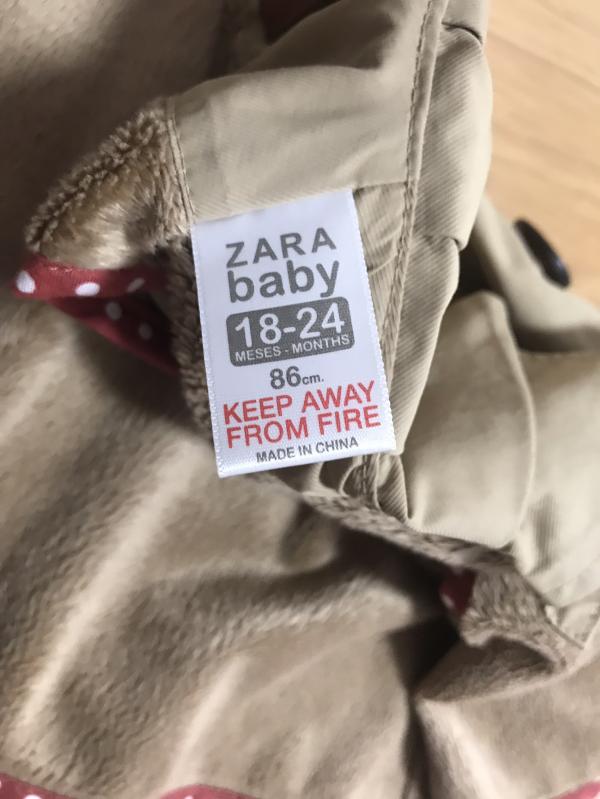 ZARA
baby
18-24
MESES - MONTHS
86cm.
KEEP AWAY
FROM FIRE
MADE IN CHINA